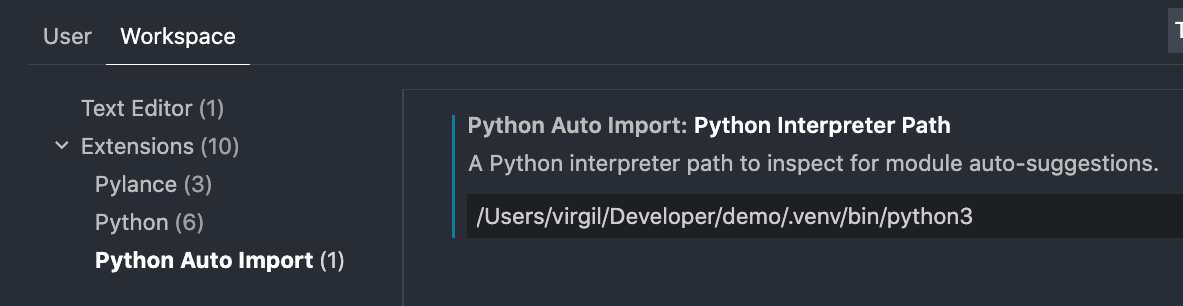 User Workspace
Text Editor (1)
Extensions (10)
Pylance (3)
Python (6)
Python Auto Import (1)
Python Auto Import: Python Interpreter Path
A Python interpreter path to inspect for module auto-suggestions.
/Users/virgil/Developer/demo/.venv/bin/python3